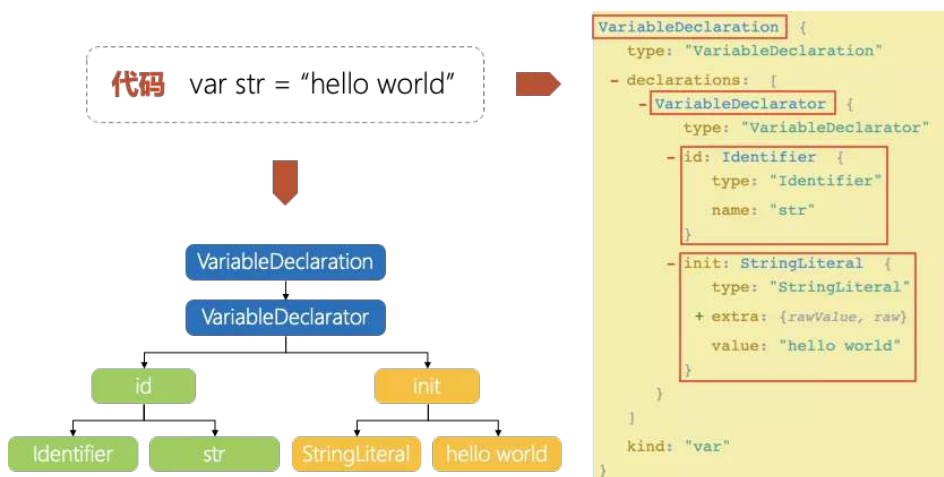 代码 var str = “hello world”
VariableDeclaration
VariableDeclarator
id init
Identifier str StringLiteral hello world
VariableDeclaration {
type: "VariableDeclaration"
- declarations: [
- VariableDeclarator {
type: "VariableDeclarator"
- id: Identifier {
type: "Identifier"
name: "str"
}
- init: StringLiteral {
type: "StringLiteral"
+ extra: {rawValue, raw}
value: "hello world"
}
}
]
kind: "var"
}